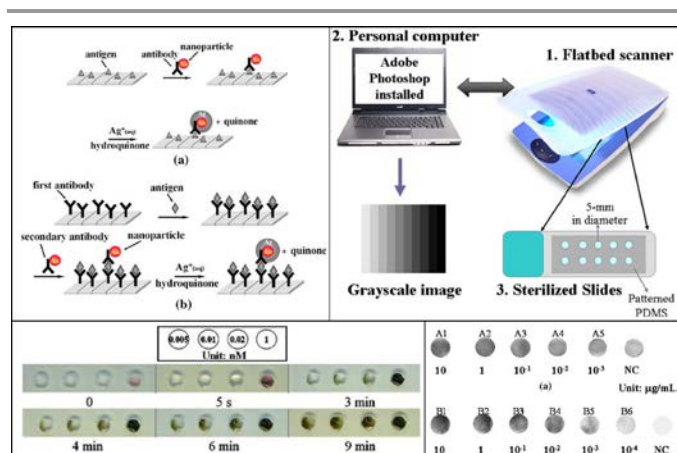 antigen
antibody
nanoparticle
Ag⁺(aq)
hydroquinone
+ quinone
(a)
first antibody
antigen
secondary antibody
nanoparticle
Ag⁺(aq)
hydroquinone
+ quinone
(b)
2. Personal computer
Adobe
Photoshop
installed
1. Flatbed scanner
5-mm
in diameter
Grayscale image
3. Sterilized Slides
Patterned
PDMS
0.005 0.01 0.02 1
Unit: nM
0 5 s 3 min
4 min 6 min 9 min
A1 A2 A3 A4 A5
10 1 10⁻¹ 10⁻² 10⁻³ NC
(a) Unit: µg/mL
B1 B2 B3 B4 B5 B6
10 1 10⁻¹ 10⁻² 10⁻³ 10⁻⁴ NC